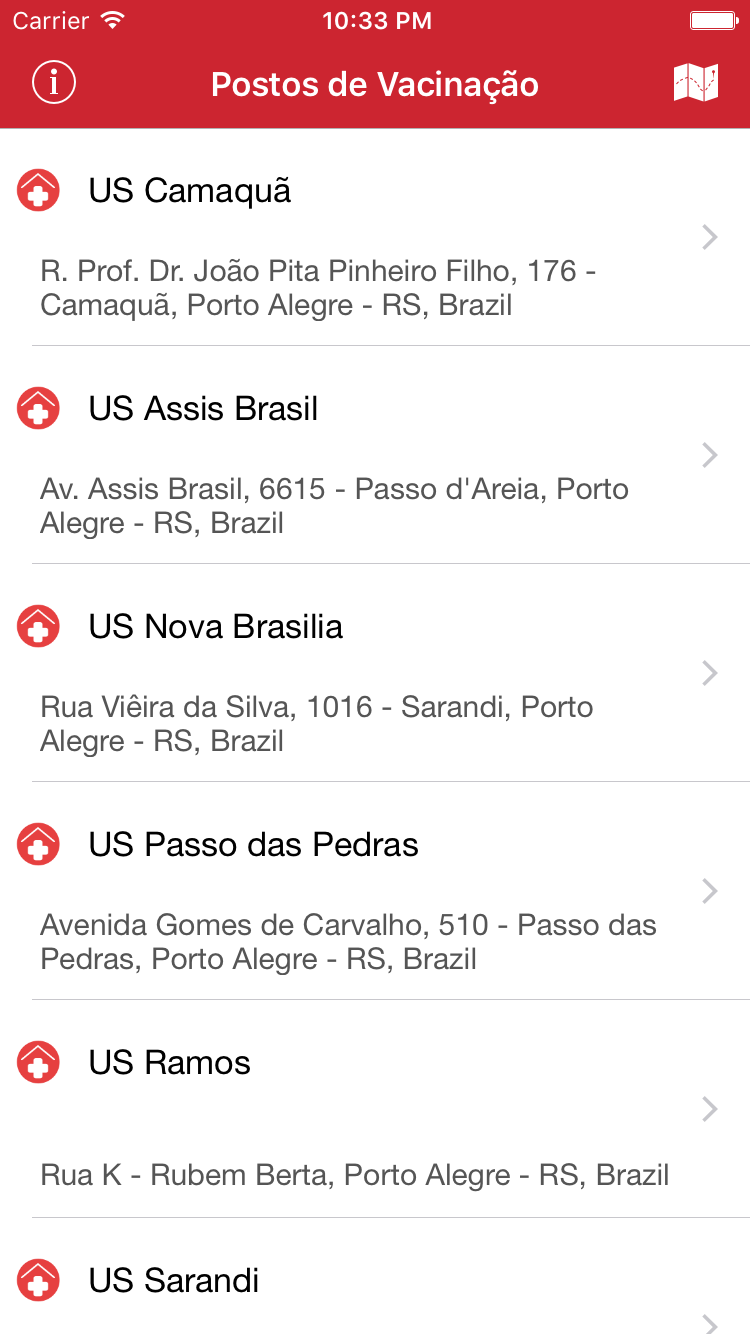 Carrier 10:33 PM
Postos de Vacinação
US Camaquã
R. Prof. Dr. João Pita Pinheiro Filho, 176 -
Camaquã, Porto Alegre - RS, Brazil
US Assis Brasil
Av. Assis Brasil, 6615 - Passo d'Areia, Porto
Alegre - RS, Brazil
US Nova Brasilia
Rua Viêira da Silva, 1016 - Sarandi, Porto
Alegre - RS, Brazil
US Passo das Pedras
Avenida Gomes de Carvalho, 510 - Passo das
Pedras, Porto Alegre - RS, Brazil
US Ramos
Rua K - Rubem Berta, Porto Alegre - RS, Brazil
US Sarandi